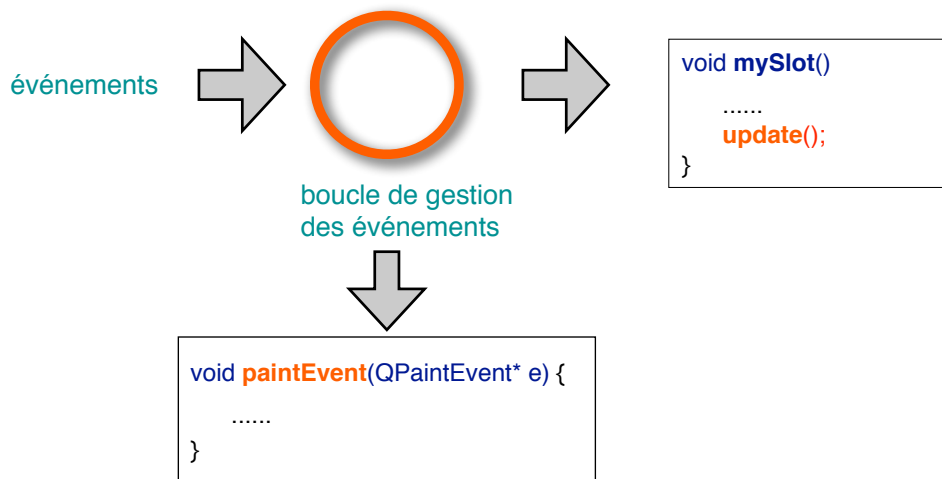 événements
void mySlot()
......
update();
}
boucle de gestion
des événements
void paintEvent(QPaintEvent* e) {
......
}